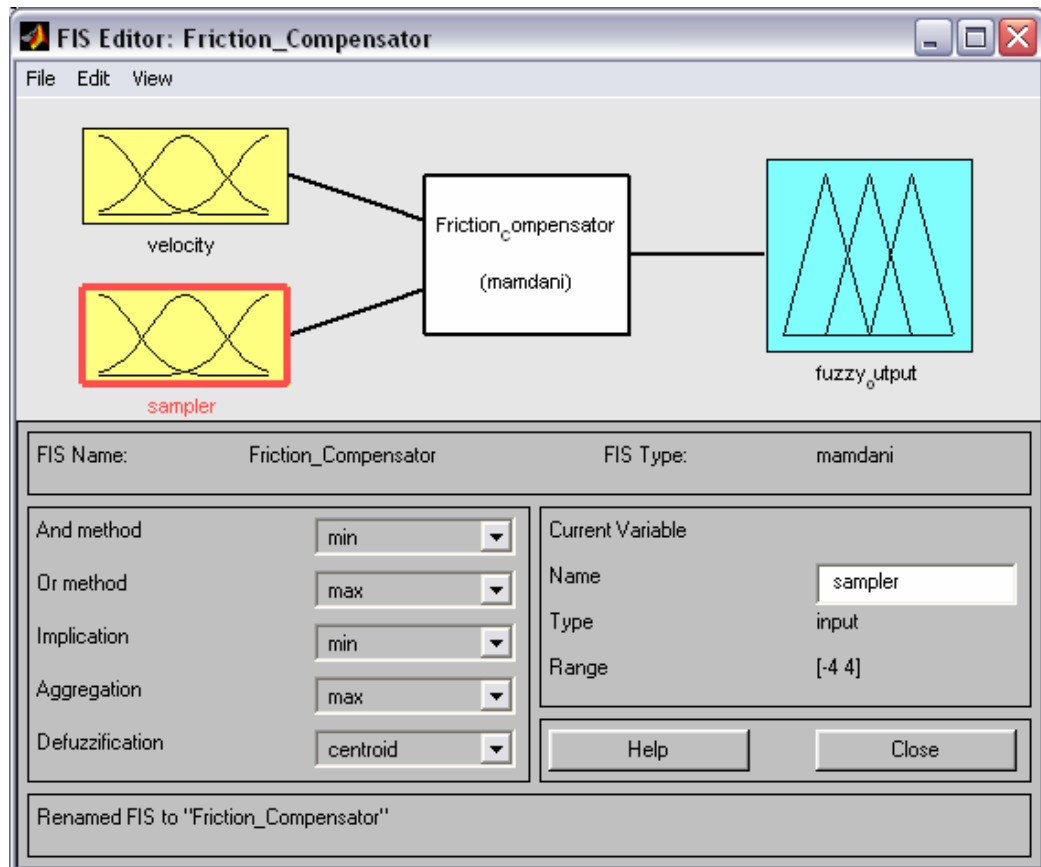 FIS Editor: Friction_Compensator
File Edit View
velocity
Friction_compensator
(mamdani)
sampler
fuzzy_output
FIS Name: Friction_Compensator FIS Type: mamdani
And method min
Or method max
Implication min
Aggregation max
Defuzzification centroid
Current Variable
Name sampler
Type input
Range [-4 4]
Help Close
Renamed FIS to "Friction_Compensator"